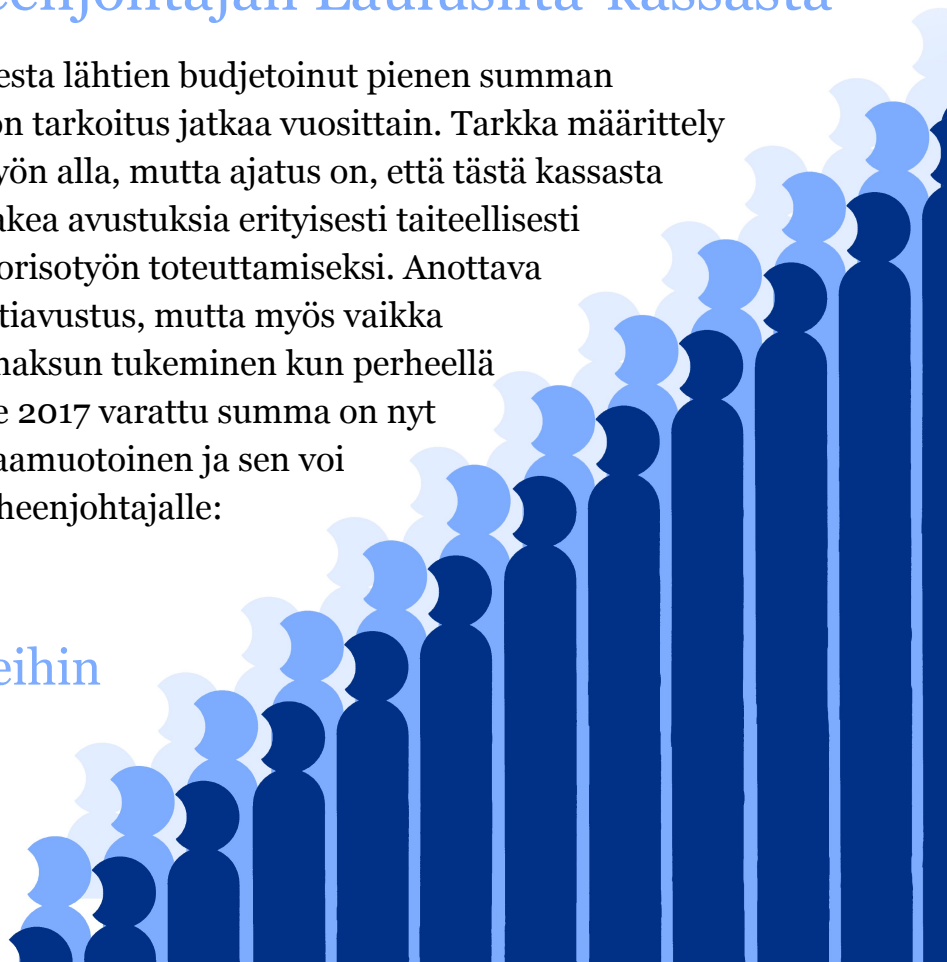 eenjohtajan Laulusilta-kassasta
esta lähtien budjetoinut pienen summan
on tarkoitus jatkaa vuosittain. Tarkka määrittely
yön alla, mutta ajatus on, että tästä kassasta
akea avustuksia erityisesti taiteellisesti
orisotyön toteuttamiseksi. Anottava
tiavustus, mutta myös vaikka
maksun tukeminen kun perheellä
e 2017 varattu summa on nyt
aamuotoinen ja sen voi
heenjohtajalle:
eihin